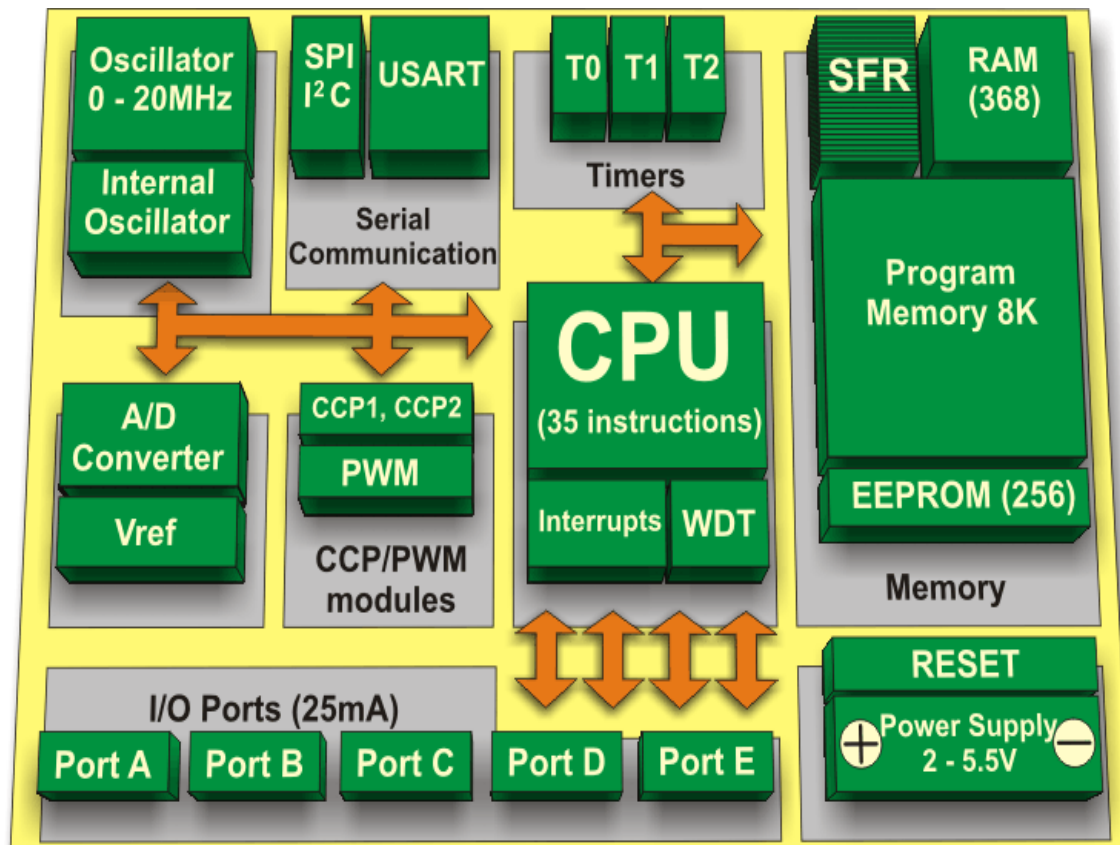 Oscillator
0 - 20MHz
Internal
Oscillator
SPI
I²C
USART
Serial
Communication
T0
T1
T2
Timers
SFR
RAM
(368)
Program
Memory 8K
EEPROM (256)
Memory
A/D
Converter
Vref
CCP1, CCP2
PWM
CCP/PWM
modules
CPU
(35 instructions)
Interrupts
WDT
I/O Ports (25mA)
Port A
Port B
Port C
Port D
Port E
RESET
+
Power Supply
2 - 5.5V
−